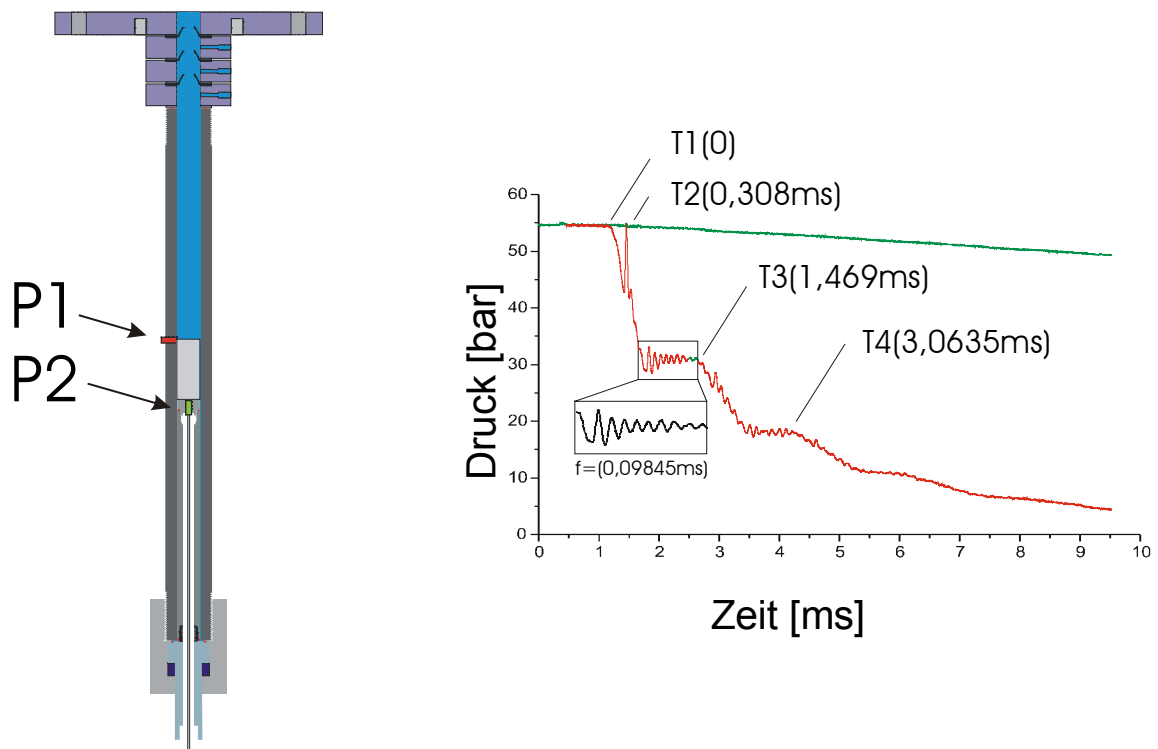 P1
P2
T1(0)
T2(0,308ms)
T3(1,469ms)
T4(3,0635ms)
Druck [bar]
60
50
40
30
20
10
0
f=(0,09845ms)
0 1 2 3 4 5 6 7 8 9 10
Zeit [ms]